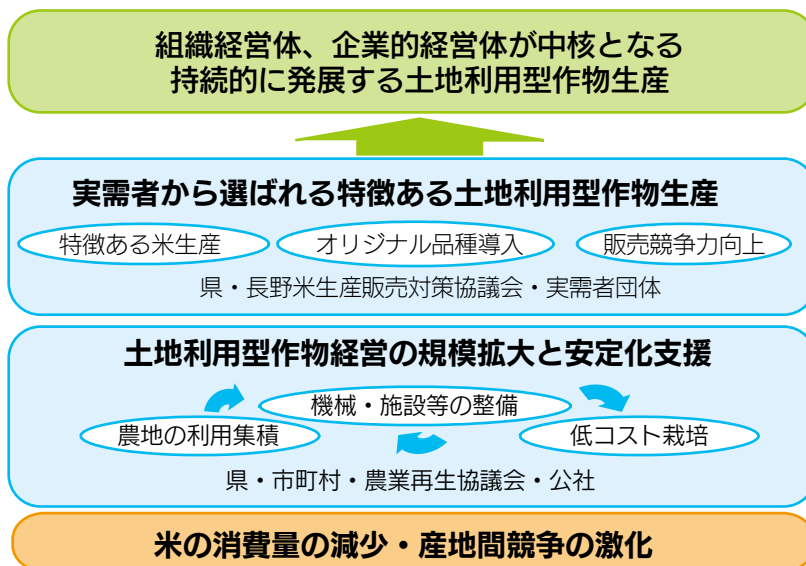 組織経営体、企業的経営体が中核となる
持続的に発展する土地利用型作物生産
実需者から選ばれる特徴ある土地利用型作物生産
特徴ある米生産
オリジナル品種導入
販売競争力向上
県・長野米生産販売対策協議会・実需者団体
土地利用型作物経営の規模拡大と安定化支援
機械・施設等の整備
農地の利用集積
低コスト栽培
県・市町村・農業再生協議会・公社
米の消費量の減少・産地間競争の激化